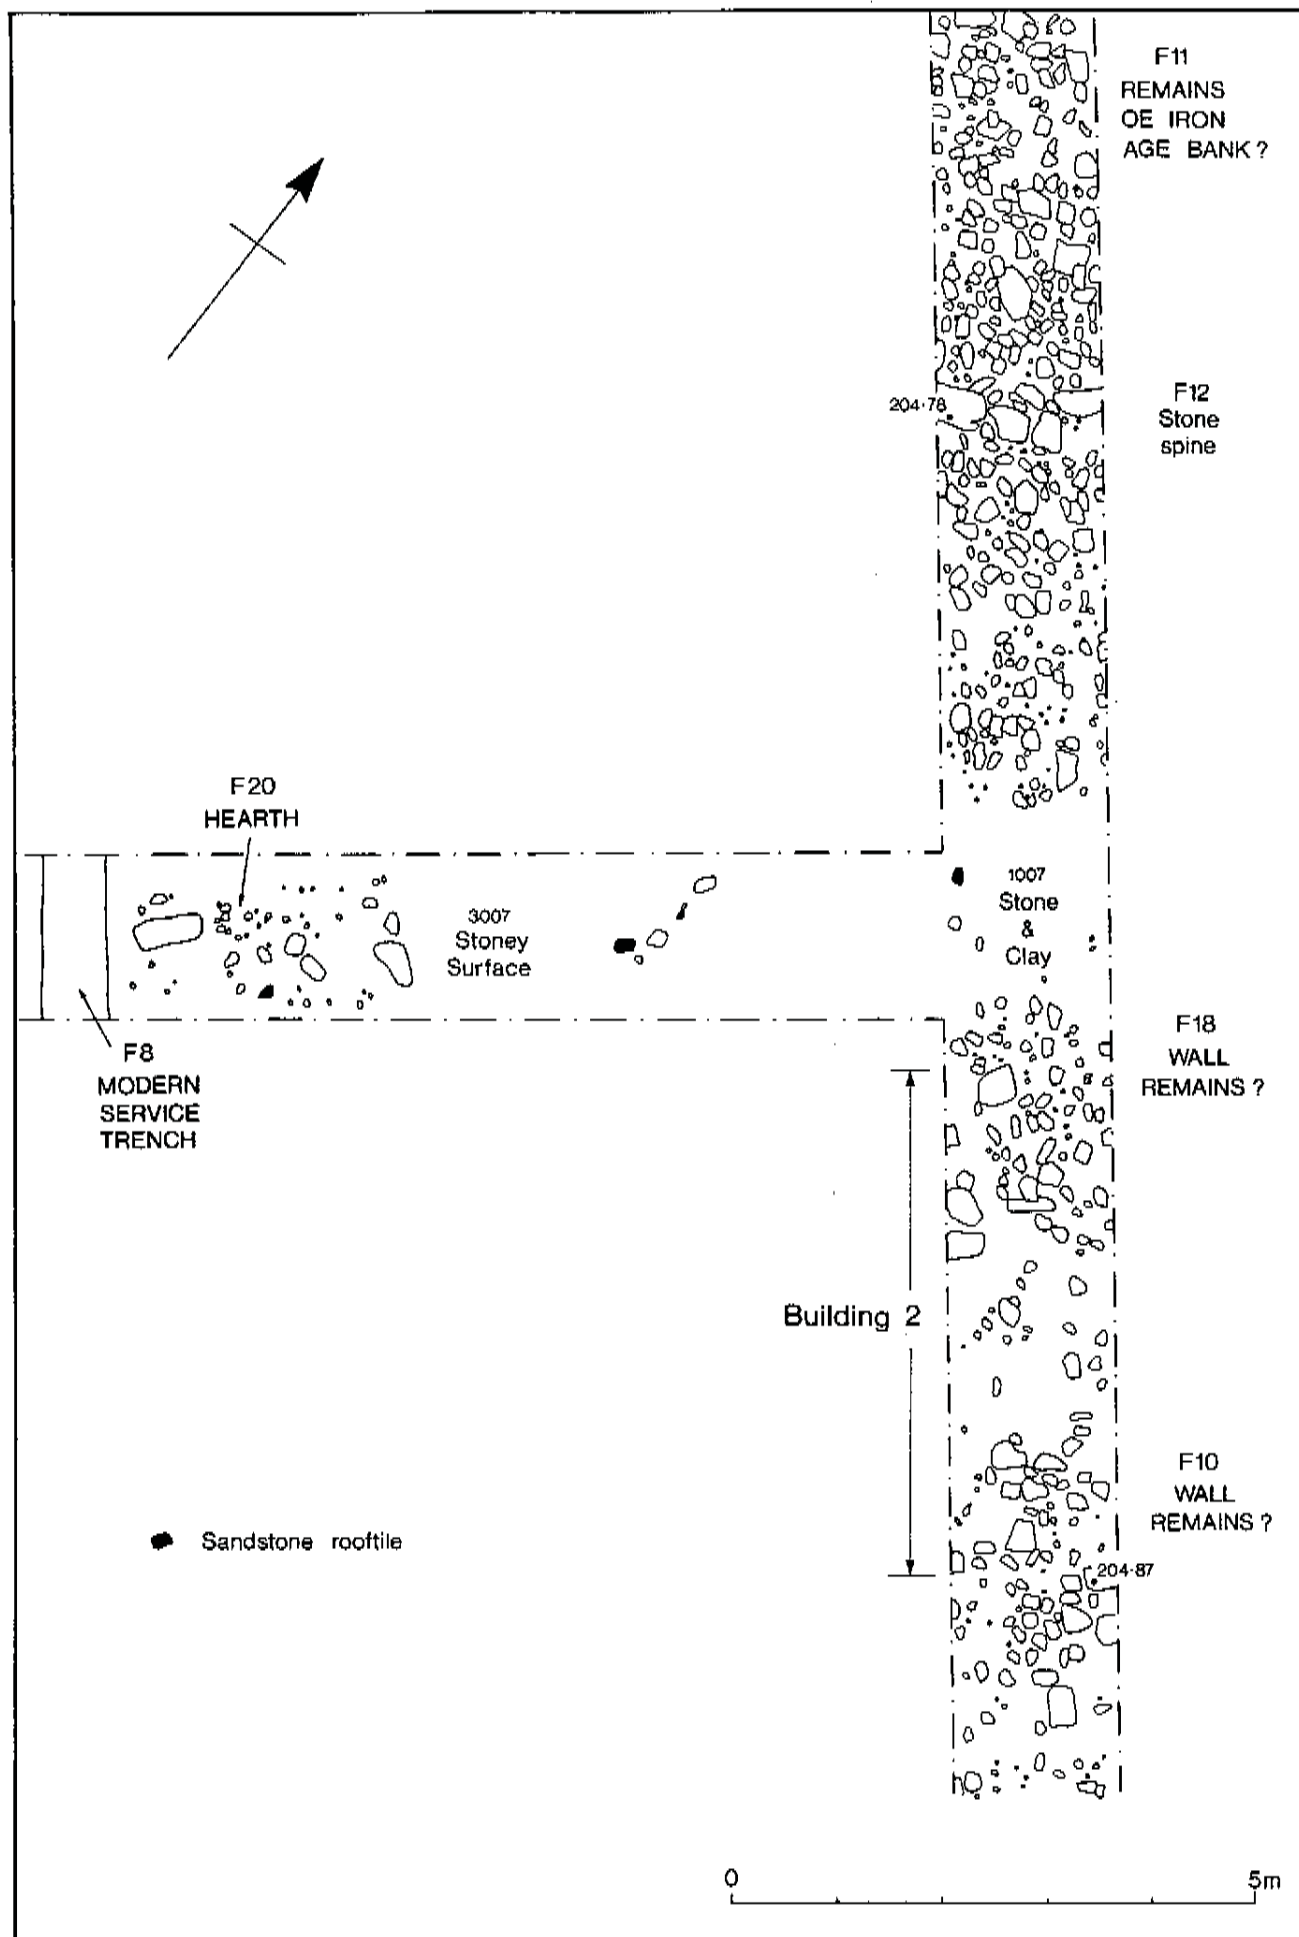 F11
REMAINS
OE IRON
AGE BANK ?
204·78
F12
Stone
spine
F20
HEARTH
3007
Stoney
Surface
1007
Stone
&
Clay
F8
MODERN
SERVICE
TRENCH
F18
WALL
REMAINS ?
Building 2
F10
WALL
REMAINS ?
Sandstone rooftile
204·87
0
5m